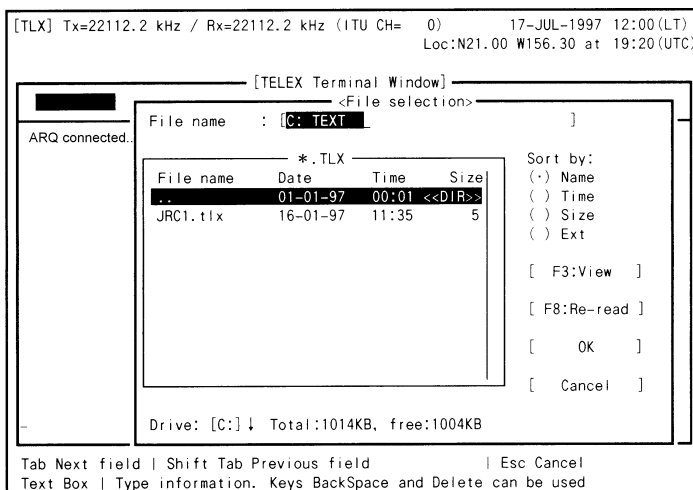 [TLX] Tx=22112.2 kHz / Rx=22112.2 kHz (ITU CH= 0) 17-JUL-1997 12:00(LT)
Loc:N21.00 W156.30 at 19:20(UTC)
[TELEX Terminal Window]
<File selection>
File name : [C: TEXT _ ]
ARQ connected..
*.TLX
File name Date Time Size
.. 01-01-97 00:01 <<DIR>>
JRC1.tlx 16-01-97 11:35 5
Sort by:
(·) Name
( ) Time
( ) Size
( ) Ext
[ F3:View ]
[ F8:Re-read ]
[ OK ]
[ Cancel ]
Drive: [C:]↓ Total:1014KB, free:1004KB
Tab Next field | Shift Tab Previous field | Esc Cancel
Text Box | Type information. Keys BackSpace and Delete can be used